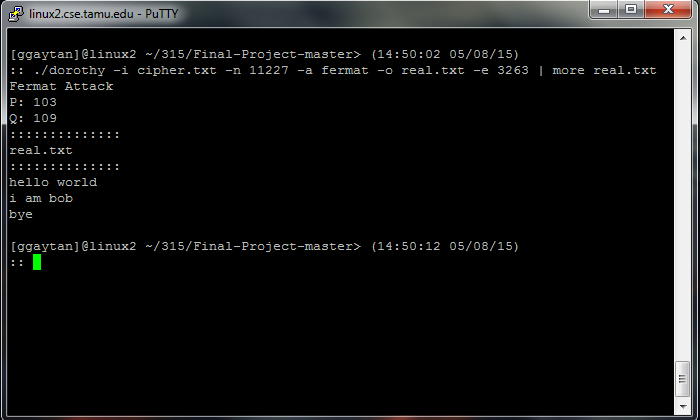 linux2.cse.tamu.edu - PuTTY
[ggaytan]@linux2 ~/315/Final-Project-master> (14:50:02 05/08/15)
:: ./dorothy -i cipher.txt -n 11227 -a fermat -o real.txt -e 3263 | more real.txt
Fermat Attack
P: 103
Q: 109
::::::::::::::
real.txt
::::::::::::::
hello world
i am bob
bye
[ggaytan]@linux2 ~/315/Final-Project-master> (14:50:12 05/08/15)
::